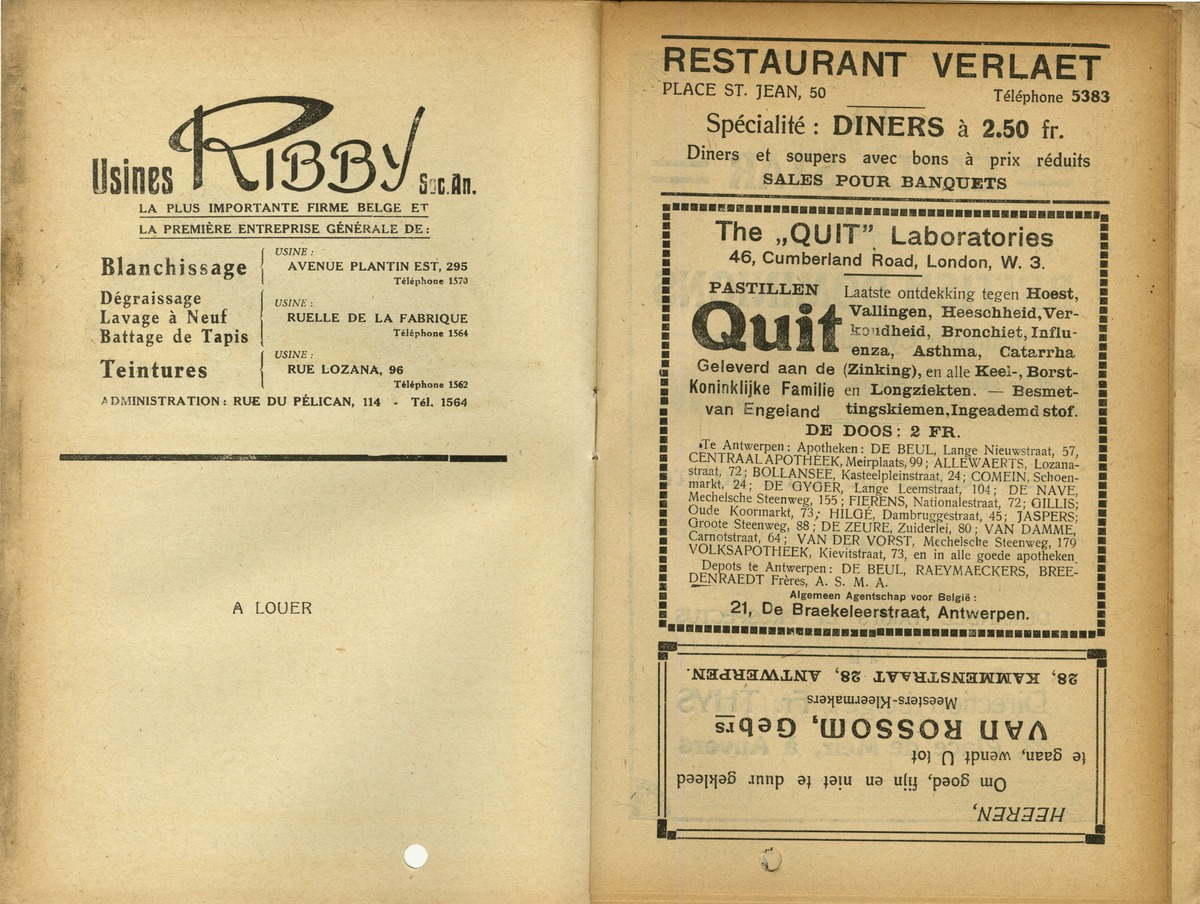 Usines RIBBY Soc.An.
LA PLUS IMPORTANTE FIRME BELGE ET
LA PREMIÈRE ENTREPRISE GÉNÉRALE DE:
Blanchissage
USINE :
AVENUE PLANTIN EST, 295
Téléphone 1570
Dégraissage
Lavage à Neuf
Battage de Tapis
USINE :
RUELLE DE LA FABRIQUE
Téléphone 1564
Teintures
USINE :
RUE LOZANA, 96
Téléphone 1562
ADMINISTRATION: RUE DU PÉLICAN, 114 - Tél. 1564
A LOUER
RESTAURANT VERLAET
PLACE ST. JEAN, 50 Téléphone 5383
Spécialité : DINERS à 2.50 fr.
Diners et soupers avec bons à prix réduits
SALES POUR BANQUETS
The „QUIT” Laboratories
46, Cumberland Road, London, W. 3.
PASTILLEN
Quit
Geleverd aan de
Koninklijke Familie
van Engeland
Laatste ontdekking tegen Hoest,
Vallingen, Heeschheid, Ver-
koudheid, Bronchiet, Influ-
enza, Asthma, Catarrha
(Zinking), en alle Keel-, Borst-
en Longziekten. — Besmet-
tingskiemen, Ingeademd stof.
DE DOOS: 2 FR.
Te Antwerpen: Apotheken: DE BEUL, Lange Nieuwstraat, 57,
CENTRAAL APOTHEEK, Meirplaats, 99; ALLEWAERTS, Lozana-
straat, 72; BOLLANSEE, Kasteelpleinstraat, 24; COMEIN, Schoen-
markt, 24; DE GYGER, Lange Leemstraat, 104; DE NAVE,
Mechelsche Steenweg, 155; FIERENS, Nationalestraat, 72; GILLIS;
Oude Koormarkt, 73; HILGÉ, Dambruggestraat, 45; JASPERS;
Groote Steenweg, 88; DE ZEURE, Zuiderlei, 80; VAN DAMME,
Carnotstraat, 64; VAN DER VORST, Mechelsche Steenweg, 179
VOLKSAPOTHEEK, Kievitstraat, 73, en in alle goede apotheken
Depots te Antwerpen: DE BEUL, RAEYMAECKERS, BREE-
DENRAEDT Frères, A. S. M. A.
Algemeen Agentschap voor België :
21, De Braekeleerstraat, Antwerpen.
HEEREN,
Om goed, fijn en niet te duur gekleed
te gaan, wendt U tot
VAN ROSSOM, Gebrs
Meesters-Kleermakers
28, KAMMENSTRAAT 28, ANTWERPEN.